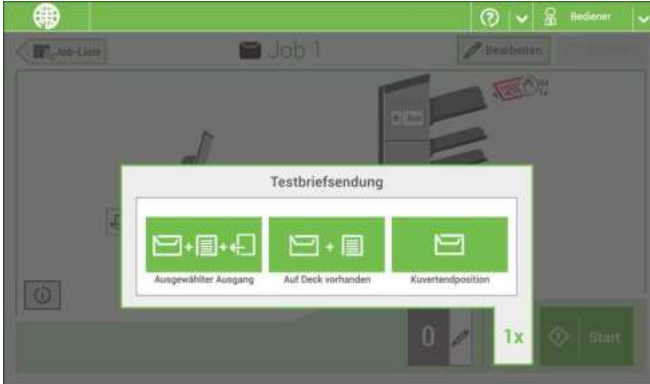 Bediener
Job-Liste
Job 1
Bearbeiten
Testbriefsendung
Ausgewählter Ausgang
Auf Deck vorhanden
Kuvertendposition
0
1x
Start